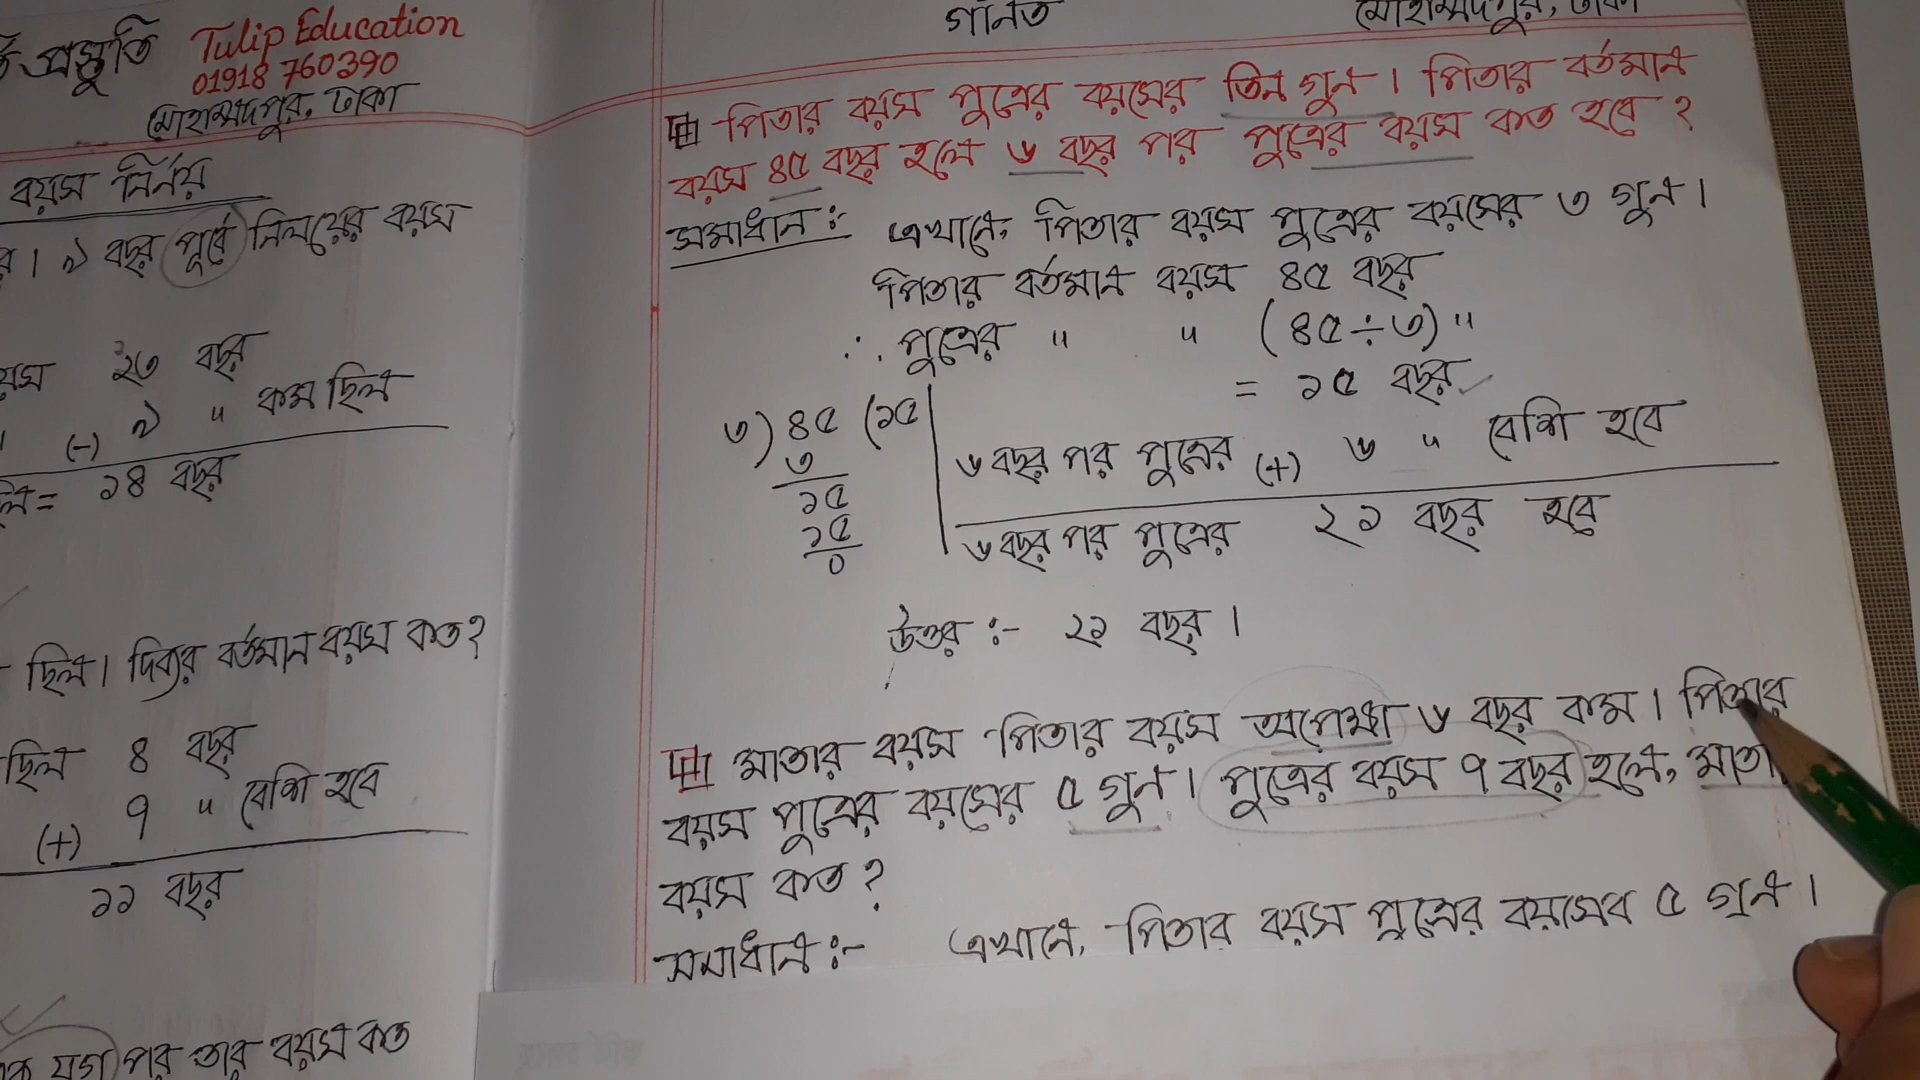 প্রস্তুতি Tulip Education
01918 760390
মোহাম্মদপুর, ঢাকা
বয়স নির্নয়
র। ৯ বছর পূর্বে নিলয়ের বয়স
২৩ বছর
(-) ৯ " কম ছিল
= ১৪ বছর
ছিল। দিব্যর বর্তমান বয়স কত?
ছিল ৪ বছর
(+) ৭ " বেশি হবে
১১ বছর
যুগ পর তার বয়স কত
গনিত মোহাম্মদপুর, ঢাকা
পিতার বয়স পুত্রের বয়সের তিন গুন। পিতার বর্তমান
বয়স ৪৫ বছর হলে ৬ বছর পর পুত্রের বয়স কত হবে?
সমাধান:- এখানে, পিতার বয়স পুত্রের বয়সের ৩ গুন।
পিতার বর্তমান বয়স ৪৫ বছর
∴ পুত্রের " " (৪৫÷৩) "
= ১৫ বছর
৩) ৪৫ (১৫
৩
১৫
১৫
০
৬ বছর পর পুত্রের (+) ৬ " বেশি হবে
৬ বছর পর পুত্রের ২১ বছর হবে
উত্তর:- ২১ বছর।
মাতার বয়স পিতার বয়স অপেক্ষা ৬ বছর কম। পিতার
বয়স পুত্রের বয়সের ৫ গুন। পুত্রের বয়স ৭ বছর হলে, মাতা
বয়স কত?
সমাধান:- এখানে, পিতার বয়স পুত্রের বয়সের ৫ গুন।